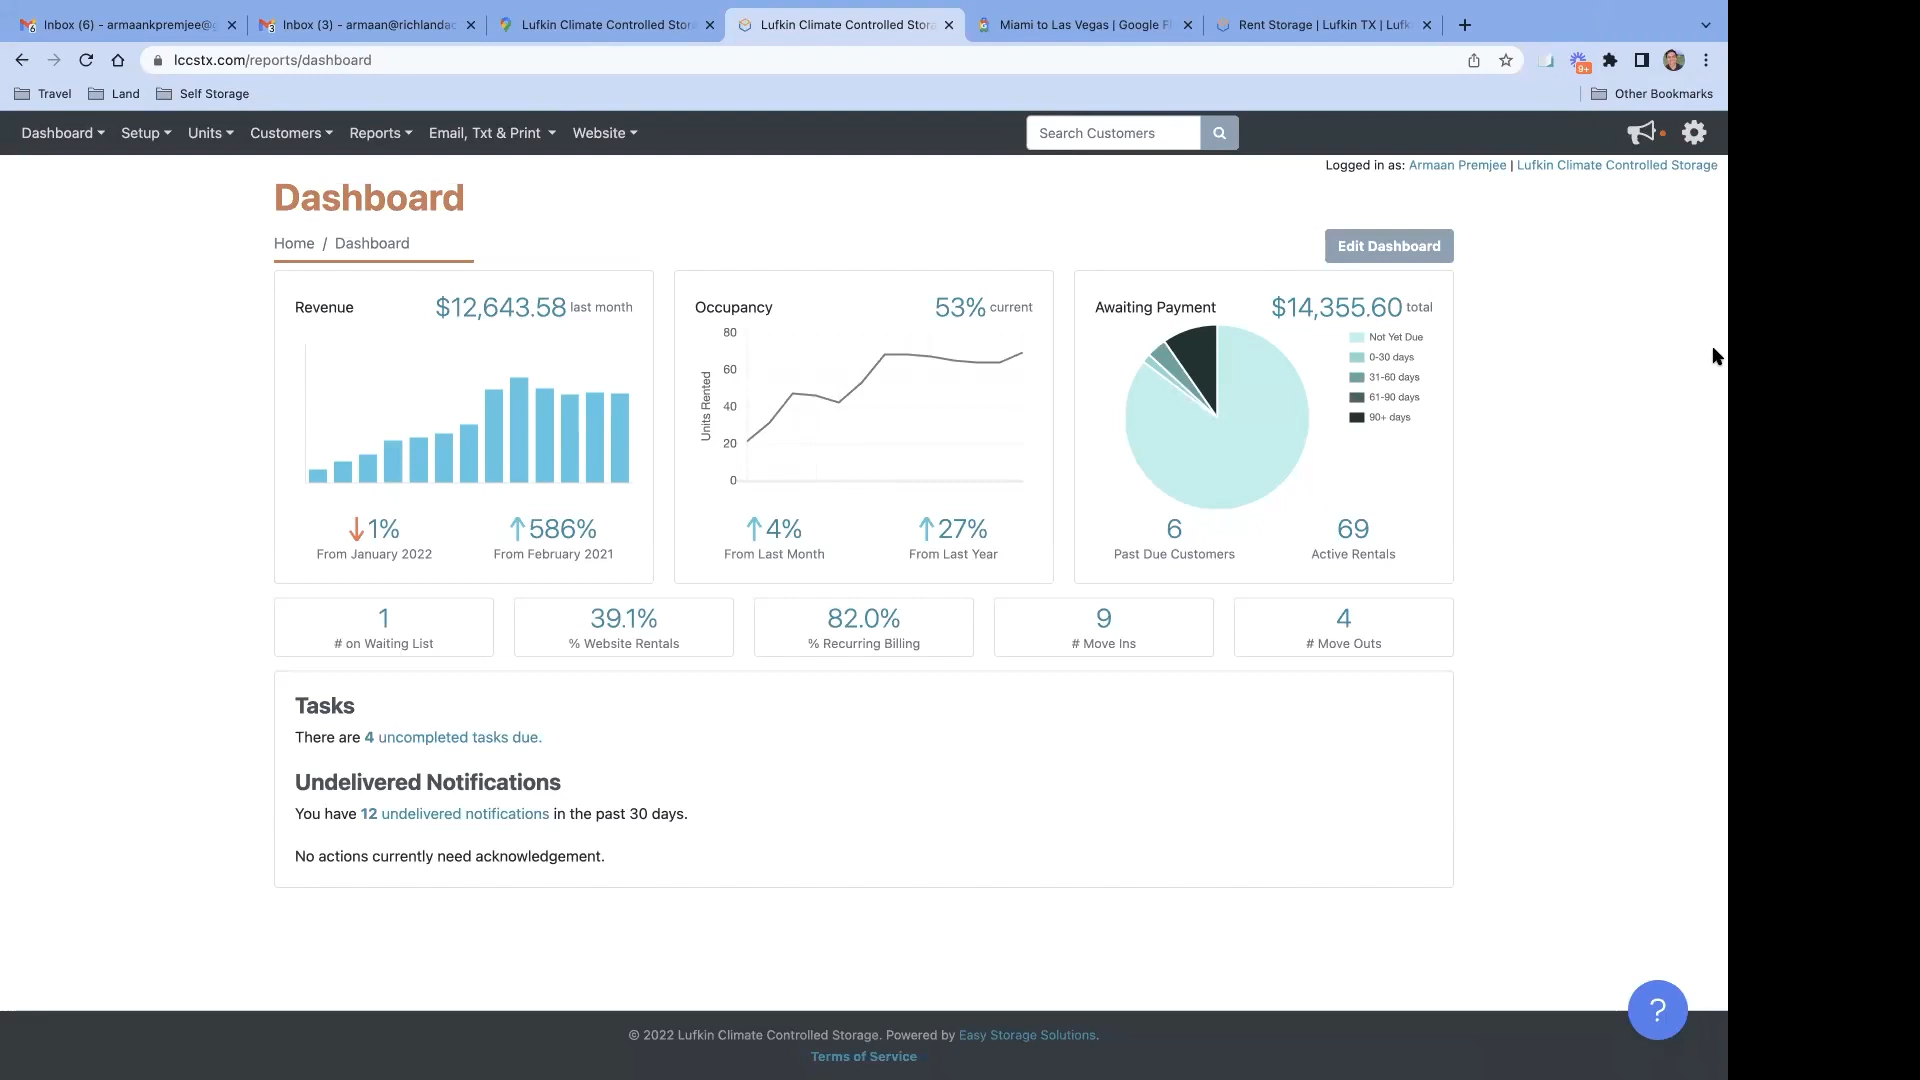 Inbox (6) - armaankpremjee@g
Inbox (3) - armaan@richlandac
Lufkin Climate Controlled Stora
Lufkin Climate Controlled Stora
Miami to Las Vegas | Google Fl
Rent Storage | Lufkin TX | Lufk
lccstx.com/reports/dashboard
9+
Travel
Land
Self Storage
Other Bookmarks
Dashboard
Setup
Units
Customers
Reports
Email, Txt & Print
Website
Search Customers
Logged in as: Armaan Premjee | Lufkin Climate Controlled Storage
Dashboard
Home / Dashboard
Edit Dashboard
Revenue
$12,643.58 last month
↓1%
From January 2022
↑586%
From February 2021
Occupancy
53% current
Units Rented
80
60
40
20
0
↑4%
From Last Month
↑27%
From Last Year
Awaiting Payment
$14,355.60 total
Not Yet Due
0-30 days
31-60 days
61-90 days
90+ days
6
Past Due Customers
69
Active Rentals
1
# on Waiting List
39.1%
% Website Rentals
82.0%
% Recurring Billing
9
# Move Ins
4
# Move Outs
Tasks
There are 4 uncompleted tasks due.
Undelivered Notifications
You have 12 undelivered notifications in the past 30 days.
No actions currently need acknowledgement.
?
© 2022 Lufkin Climate Controlled Storage. Powered by Easy Storage Solutions.
Terms of Service